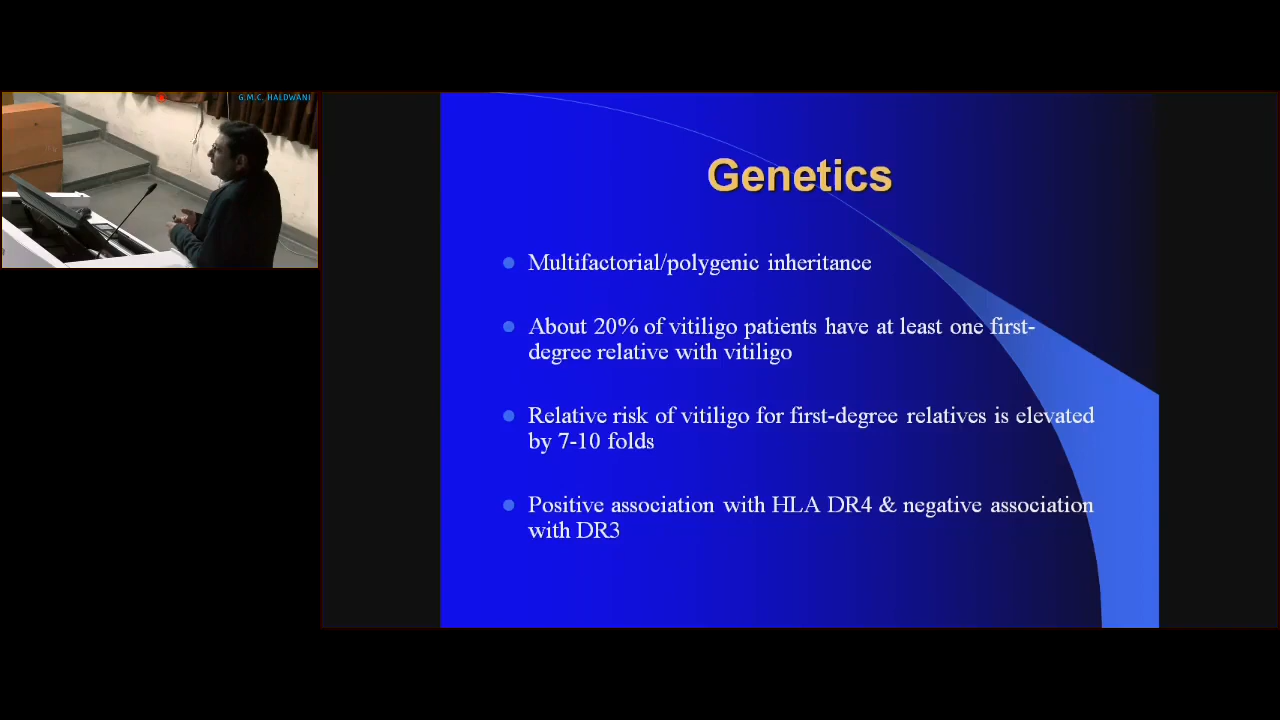 G.M.C. HALDWANI
Genetics
Multifactorial/polygenic inheritance
About 20% of vitiligo patients have at least one first-
degree relative with vitiligo
Relative risk of vitiligo for first-degree relatives is elevated
by 7-10 folds
Positive association with HLA DR4 & negative association
with DR3